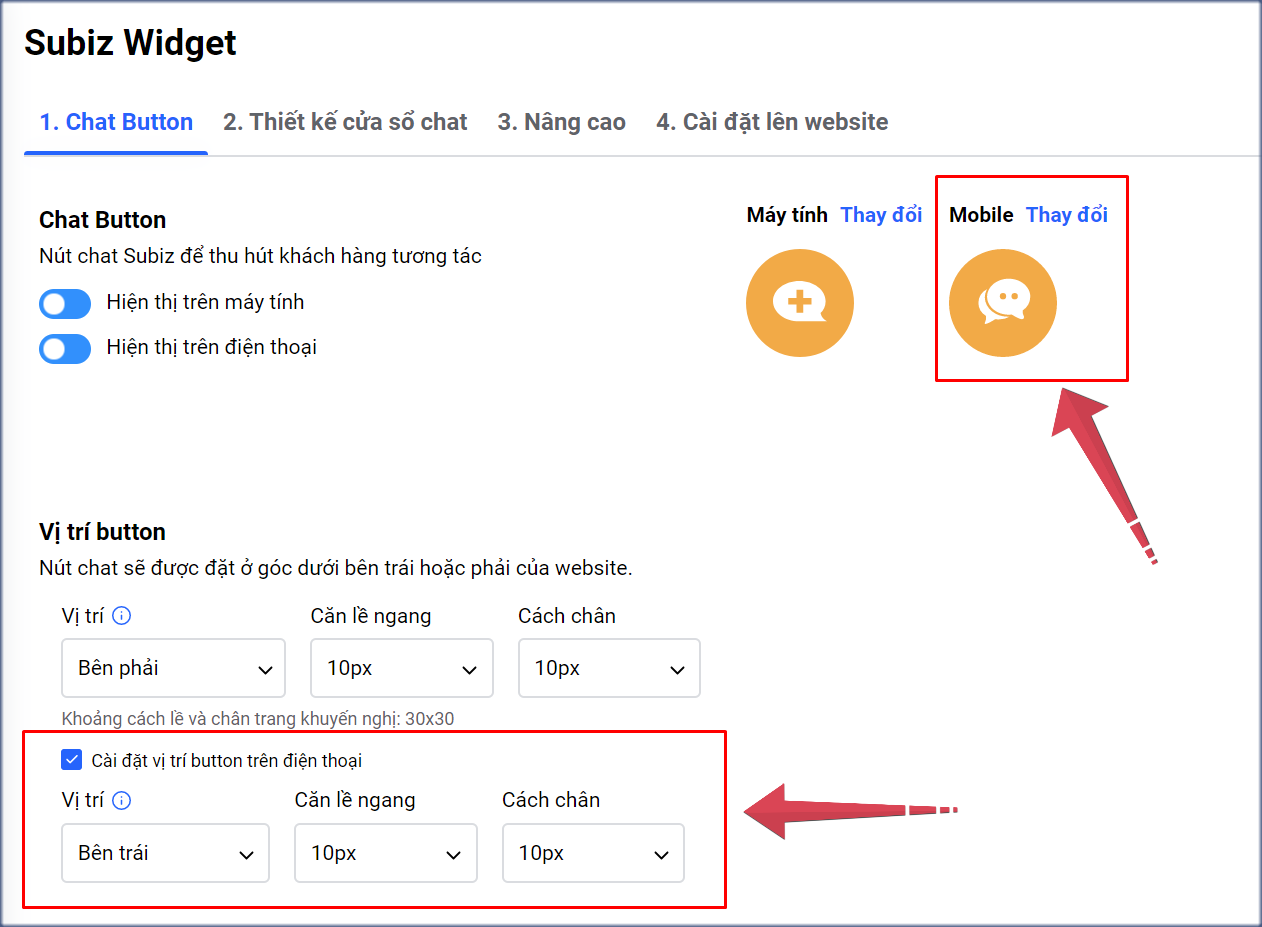 Subiz Widget
1. Chat Button 2. Thiết kế cửa sổ chat 3. Nâng cao 4. Cài đặt lên website
Chat Button
Nút chat Subiz để thu hút khách hàng tương tác
Hiện thị trên máy tính
Hiện thị trên điện thoại
Máy tính Thay đổi Mobile Thay đổi
Vị trí button
Nút chat sẽ được đặt ở góc dưới bên trái hoặc phải của website.
Vị trí Căn lề ngang Cách chân
Bên phải 10px 10px
Khoảng cách lề và chân trang khuyến nghị: 30x30
Cài đặt vị trí button trên điện thoại
Vị trí Căn lề ngang Cách chân
Bên trái 10px 10px